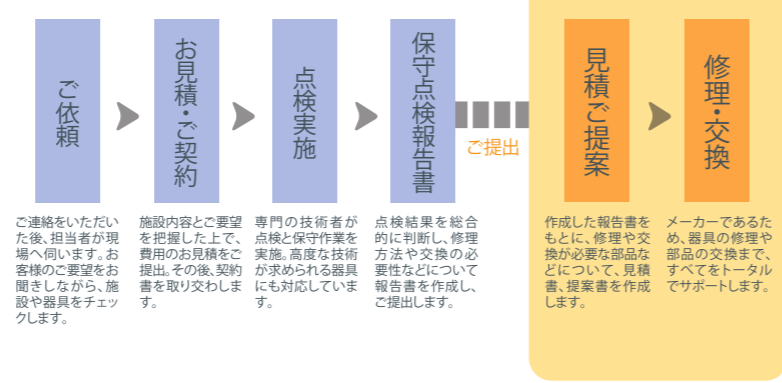 ご依頼
ご連絡をいただい
た後、担当者が現
場へ伺います。お
客様のご要望をお
聞きしながら、施
設や器具をチェッ
クします。
お見積・ご契約
施設内容とご要望
を把握した上で、
費用のお見積をご
提出。その後、契約
書を取り交わしま
す。
点検実施
専門の技術者が
点検と保守作業を
実施。高度な技術
が求められる器具
にも対応していま
す。
保守点検報告書
点検結果を総合
的に判断し、修理
方法や交換の必
要性などについて
報告書を作成し、
ご提出します。
ご提出
見積ご提案
作成した報告書を
もとに、修理や交
換が必要な部品な
どについて、見積
書、提案書を作成
します。
修理・交換
メーカーであるた
め、器具の修理や
部品の交換まで、
すべてをトータル
でサポートします。